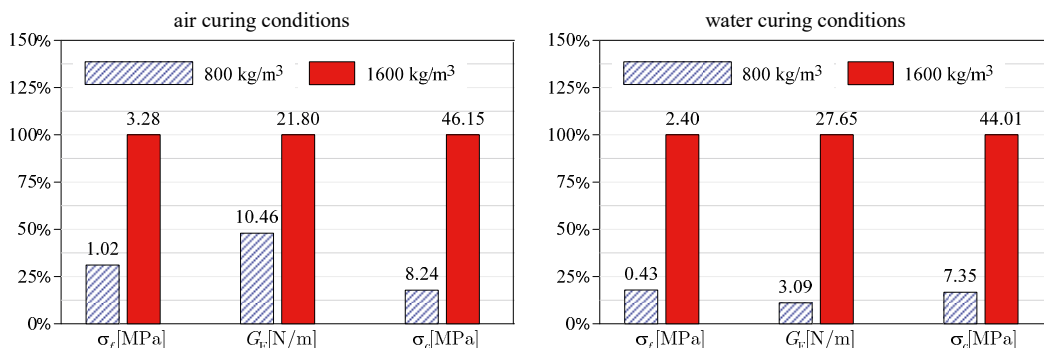 air curing conditions
150%
125%
100%
75%
50%
25%
0%
800 kg/m³
1600 kg/m³
3.28
21.80
46.15
1.02
10.46
8.24
σf[MPa]
GF[N/m]
σc[MPa]
water curing conditions
150%
125%
100%
75%
50%
25%
0%
800 kg/m³
1600 kg/m³
2.40
27.65
44.01
0.43
3.09
7.35
σf[MPa]
GF[N/m]
σc[MPa]